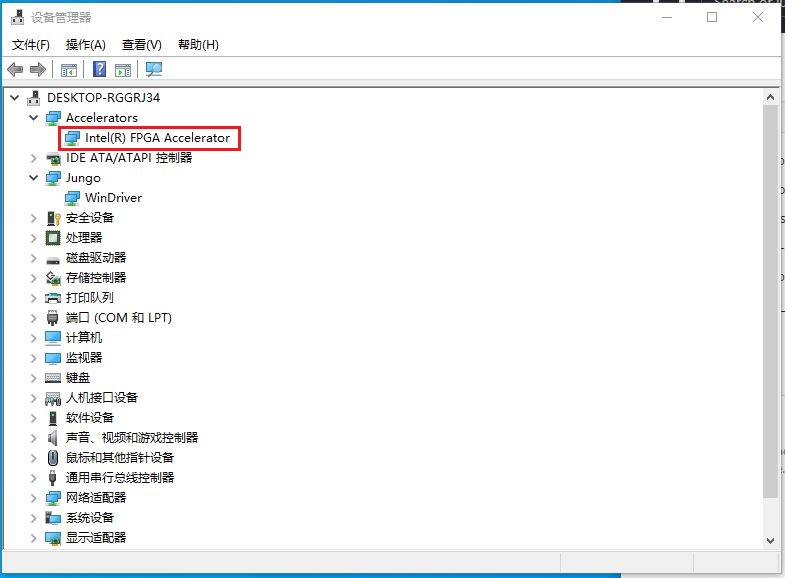 设备管理器
文件(F) 操作(A) 查看(V) 帮助(H)
DESKTOP-RGGRJ34
Accelerators
Intel(R) FPGA Accelerator
IDE ATA/ATAPI 控制器
Jungo
WinDriver
安全设备
处理器
磁盘驱动器
存储控制器
打印队列
端口 (COM 和 LPT)
计算机
监视器
键盘
人机接口设备
软件设备
声音、视频和游戏控制器
鼠标和其他指针设备
通用串行总线控制器
网络适配器
系统设备
显示适配器